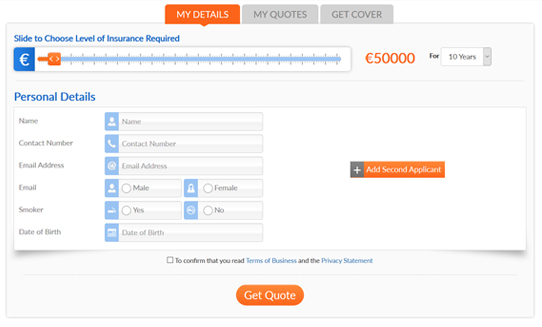 MY DETAILS MY QUOTES GET COVER
Slide to Choose Level of Insurance Required
€ €50000 For 10 Years
Personal Details
Name Name
Contact Number Contact Number
Email Address Email Address
Email Male Female
Smoker Yes No
Date of Birth Date of Birth
+ Add Second Applicant
To confirm that you read Terms of Business and the Privacy Statement
Get Quote